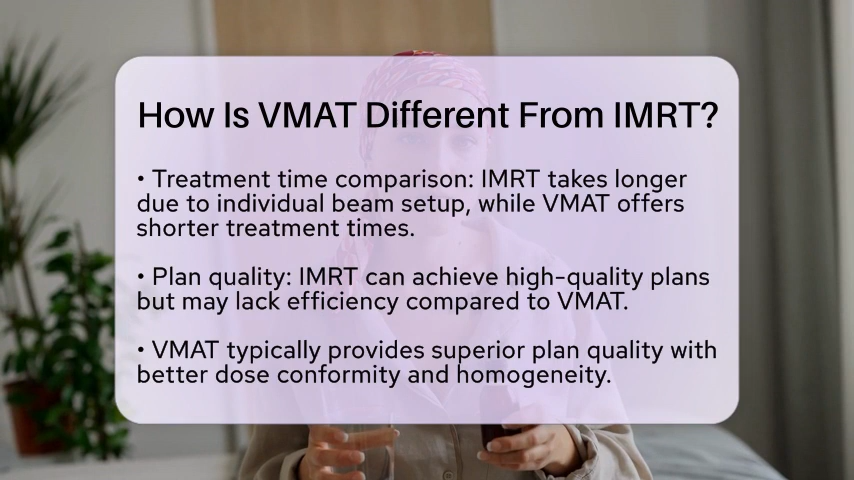 How Is VMAT Different From IMRT?
• Treatment time comparison: IMRT takes longer
due to individual beam setup, while VMAT offers
shorter treatment times.
• Plan quality: IMRT can achieve high-quality plans
but may lack efficiency compared to VMAT.
• VMAT typically provides superior plan quality with
better dose conformity and homogeneity.